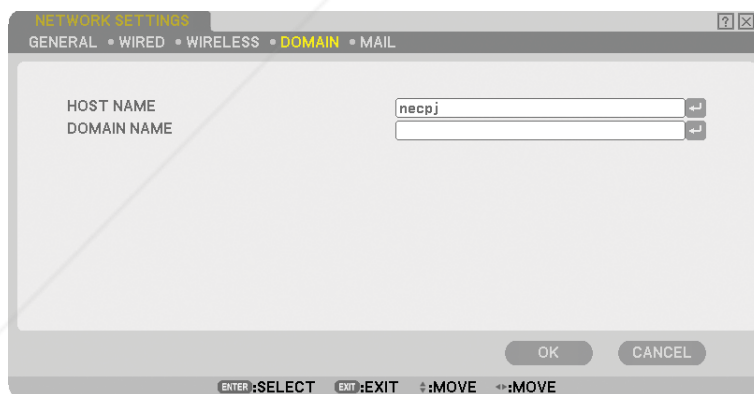 NETWORK SETTINGS ? ×
GENERAL • WIRED • WIRELESS • DOMAIN • MAIL
HOST NAME necpj
DOMAIN NAME
OK CANCEL
ENTER :SELECT EXIT :EXIT :MOVE :MOVE